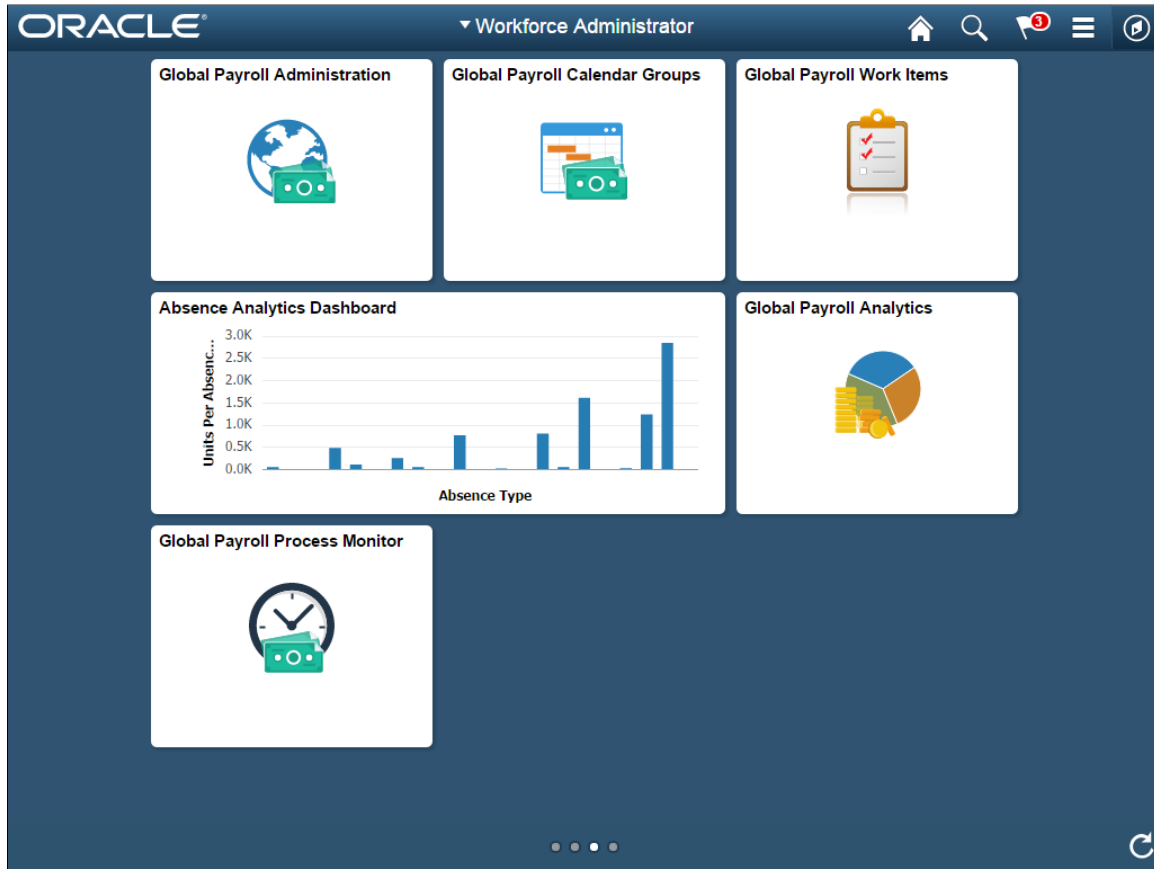 ORACLE®
Workforce Administrator
3
Global Payroll Administration
Global Payroll Calendar Groups
Global Payroll Work Items
Absence Analytics Dashboard
Units Per Absenc...
3.0K
2.5K
2.0K
1.5K
1.0K
0.5K
0.0K
Absence Type
Global Payroll Analytics
Global Payroll Process Monitor